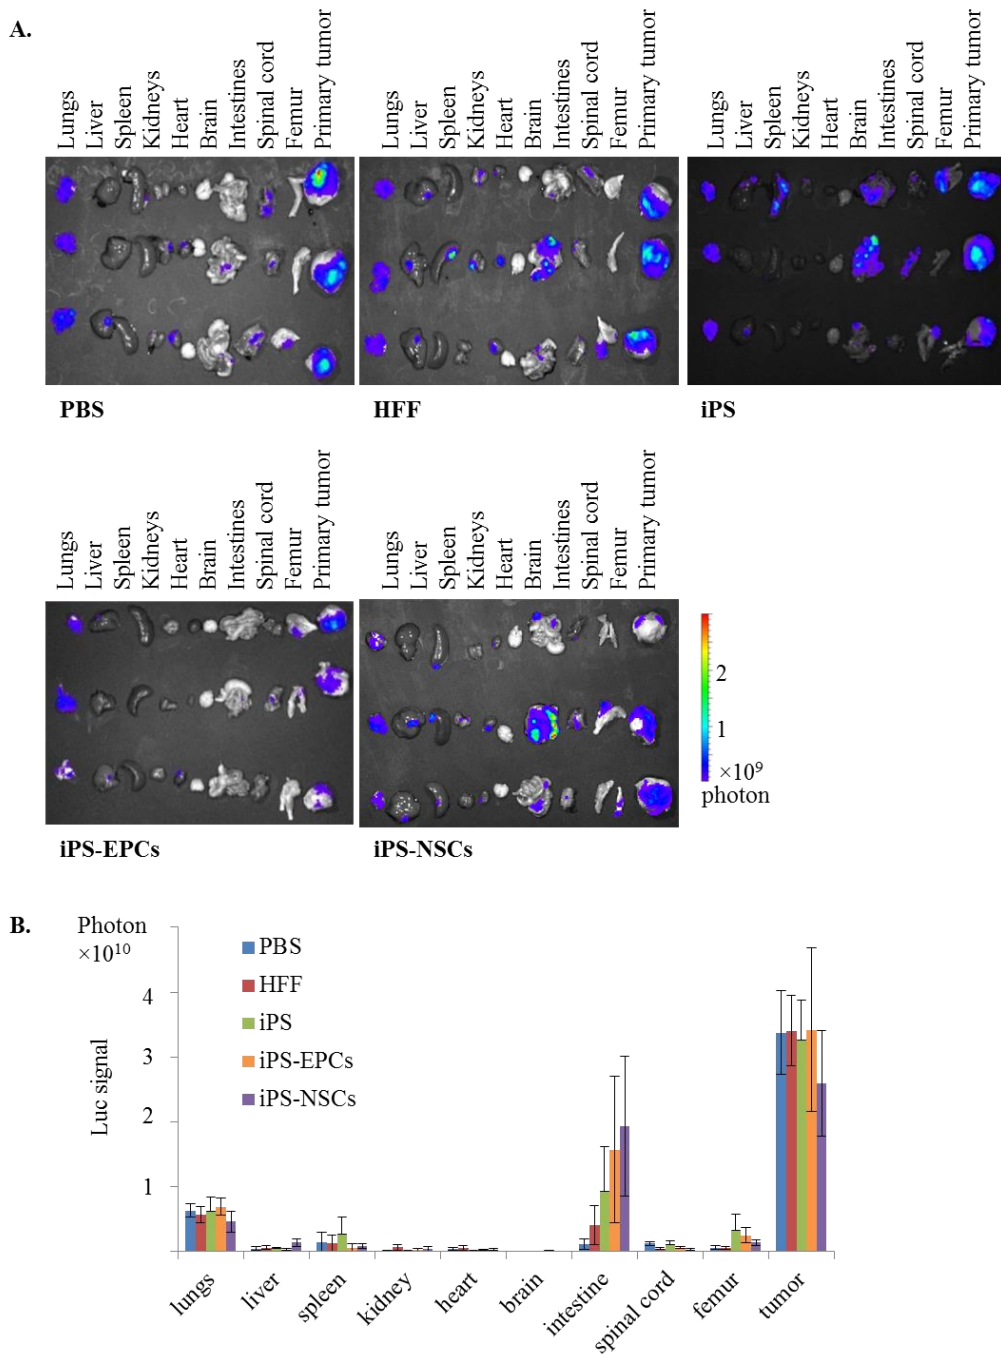 A.
Lungs
Liver
Spleen
Kidneys
Heart
Brain
Intestines
Spinal cord
Femur
Primary tumor
Lungs
Liver
Spleen
Kidneys
Heart
Brain
Intestines
Spinal cord
Femur
Primary tumor
Lungs
Liver
Spleen
Kidneys
Heart
Brain
Intestines
Spinal cord
Femur
Primary tumor
PBS
HFF
iPS
Lungs
Liver
Spleen
Kidneys
Heart
Brain
Intestines
Spinal cord
Femur
Primary tumor
Lungs
Liver
Spleen
Kidneys
Heart
Brain
Intestines
Spinal cord
Femur
Primary tumor
2
1
×10⁹
photon
iPS-EPCs
iPS-NSCs
B.
Photon
×10¹⁰
PBS
HFF
iPS
iPS-EPCs
iPS-NSCs
Luc signal
4
3
2
1
lungs
liver
spleen
kidney
heart
brain
intestine
spinal cord
femur
tumor